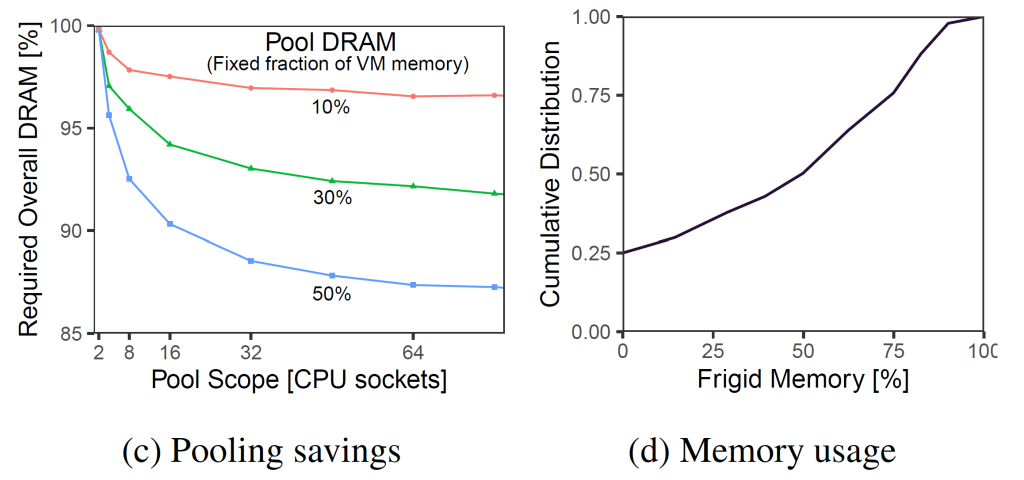 Required Overall DRAM [%]
100
95
90
85
Pool DRAM
(Fixed fraction of VM memory)
10%
30%
50%
2 8 16 32 64
Pool Scope [CPU sockets]
(c) Pooling savings
Cumulative Distribution
1.00
0.75
0.50
0.25
0.00
0 25 50 75 100
Frigid Memory [%]
(d) Memory usage